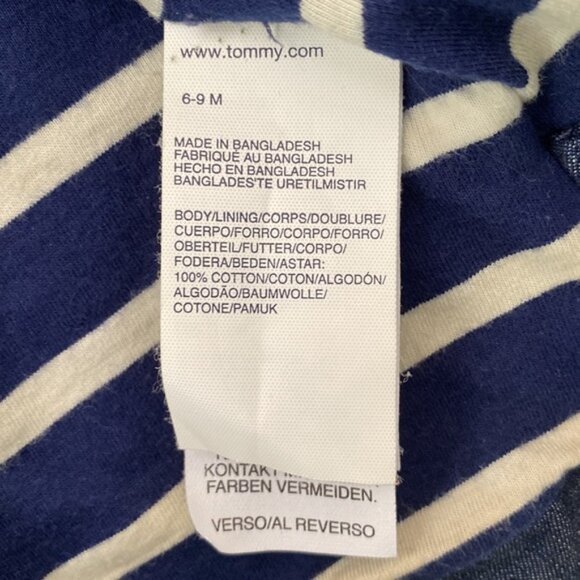 www.tommy.com
6-9 M
MADE IN BANGLADESH
FABRIQUÉ AU BANGLADESH
HECHO EN BANGLADESH
BANGLADES'TE URETILMISTIR
BODY/LINING/CORPS/DOUBLURE/
CUERPO/FORRO/CORPO/FORRO/
OBERTEIL/FUTTER/CORPO/
FODERA/BEDEN/ASTAR:
100% COTTON/COTON/ALGODÓN/
ALGODÃO/BAUMWOLLE/
COTONE/PAMUK
KONTAKT
FARBEN VERMEIDEN.
VERSO/AL REVERSO